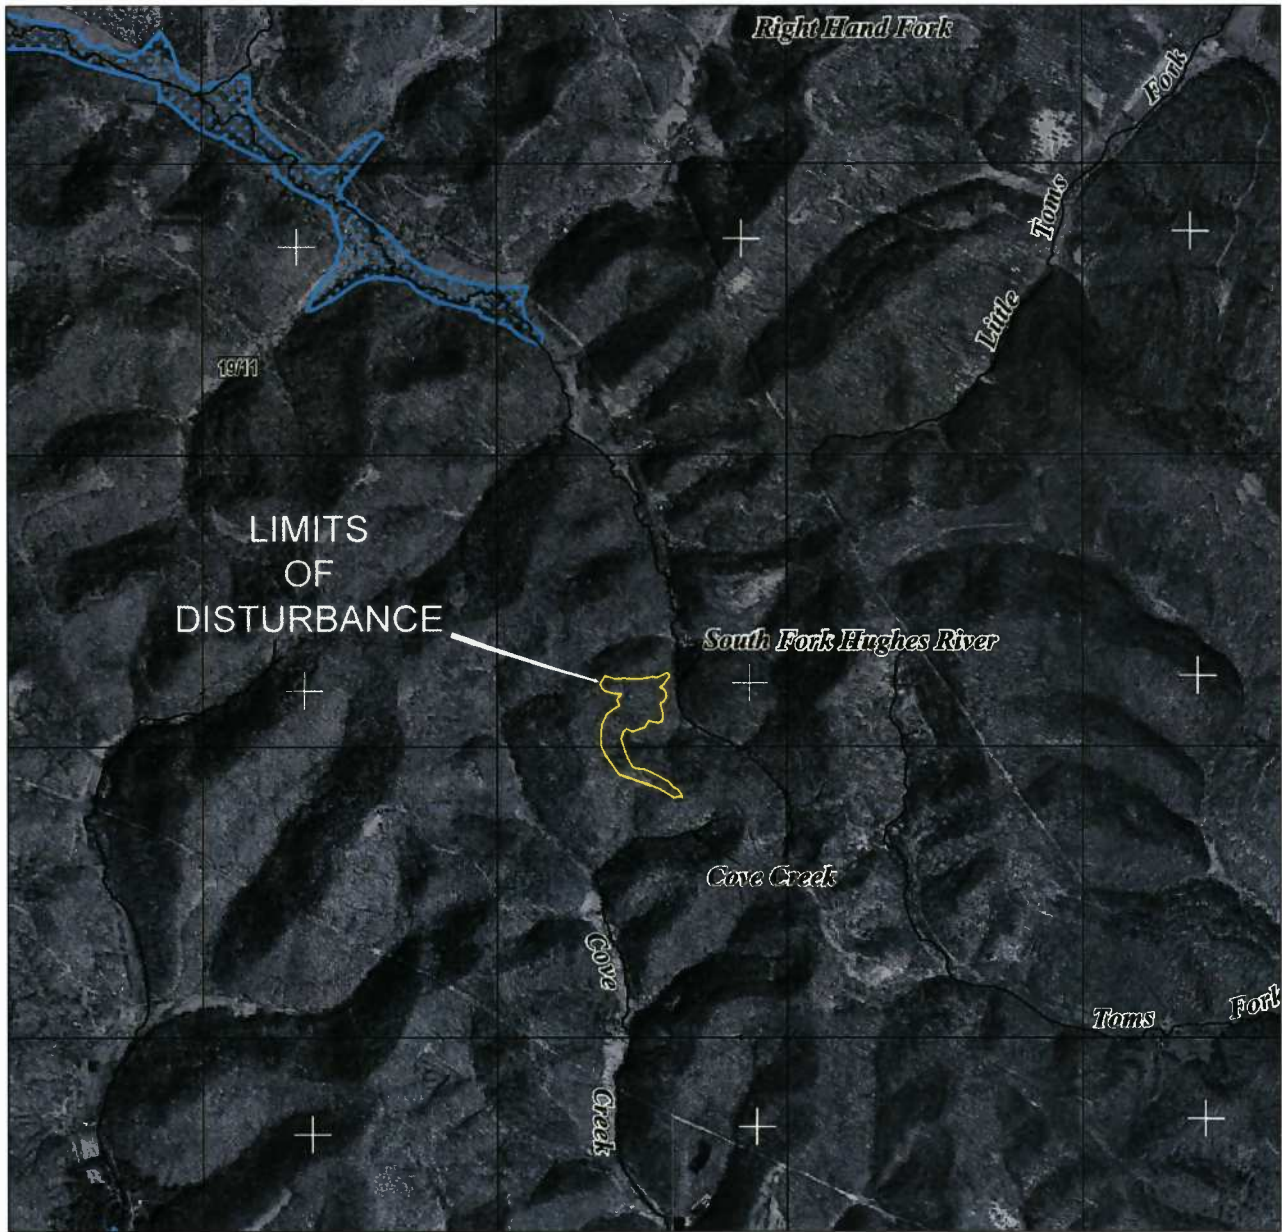 Right Hand Fork
Fork
Toms
Little
19/11
LIMITS
OF
DISTURBANCE
South Fork Hughes River
Cove Creek
Cove
Creek
Toms
Fork